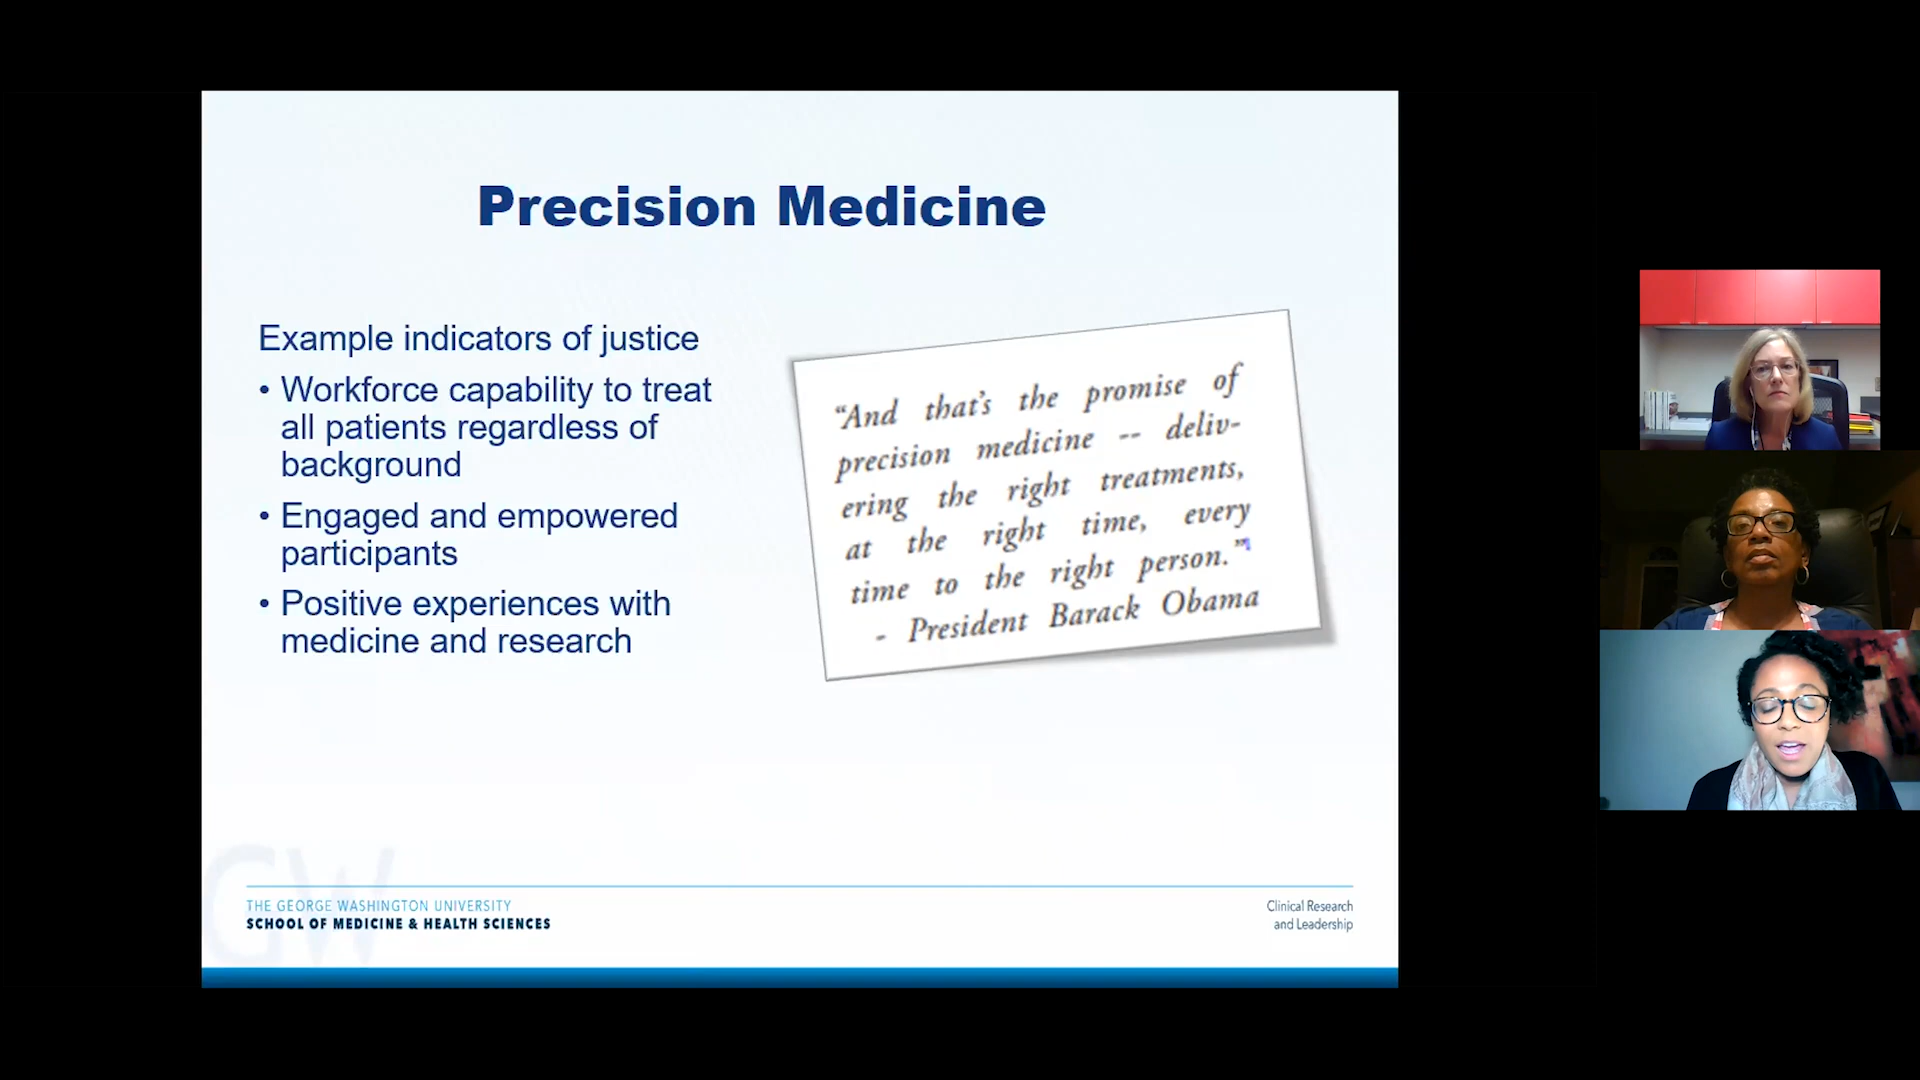 Precision Medicine
Example indicators of justice
• Workforce capability to treat
all patients regardless of
background
• Engaged and empowered
participants
• Positive experiences with
medicine and research
“And that’s the promise of
precision medicine -- deliv-
ering the right treatments,
at the right time, every
time to the right person.”
- President Barack Obama
GW
THE GEORGE WASHINGTON UNIVERSITY
SCHOOL OF MEDICINE & HEALTH SCIENCES
Clinical Research
and Leadership